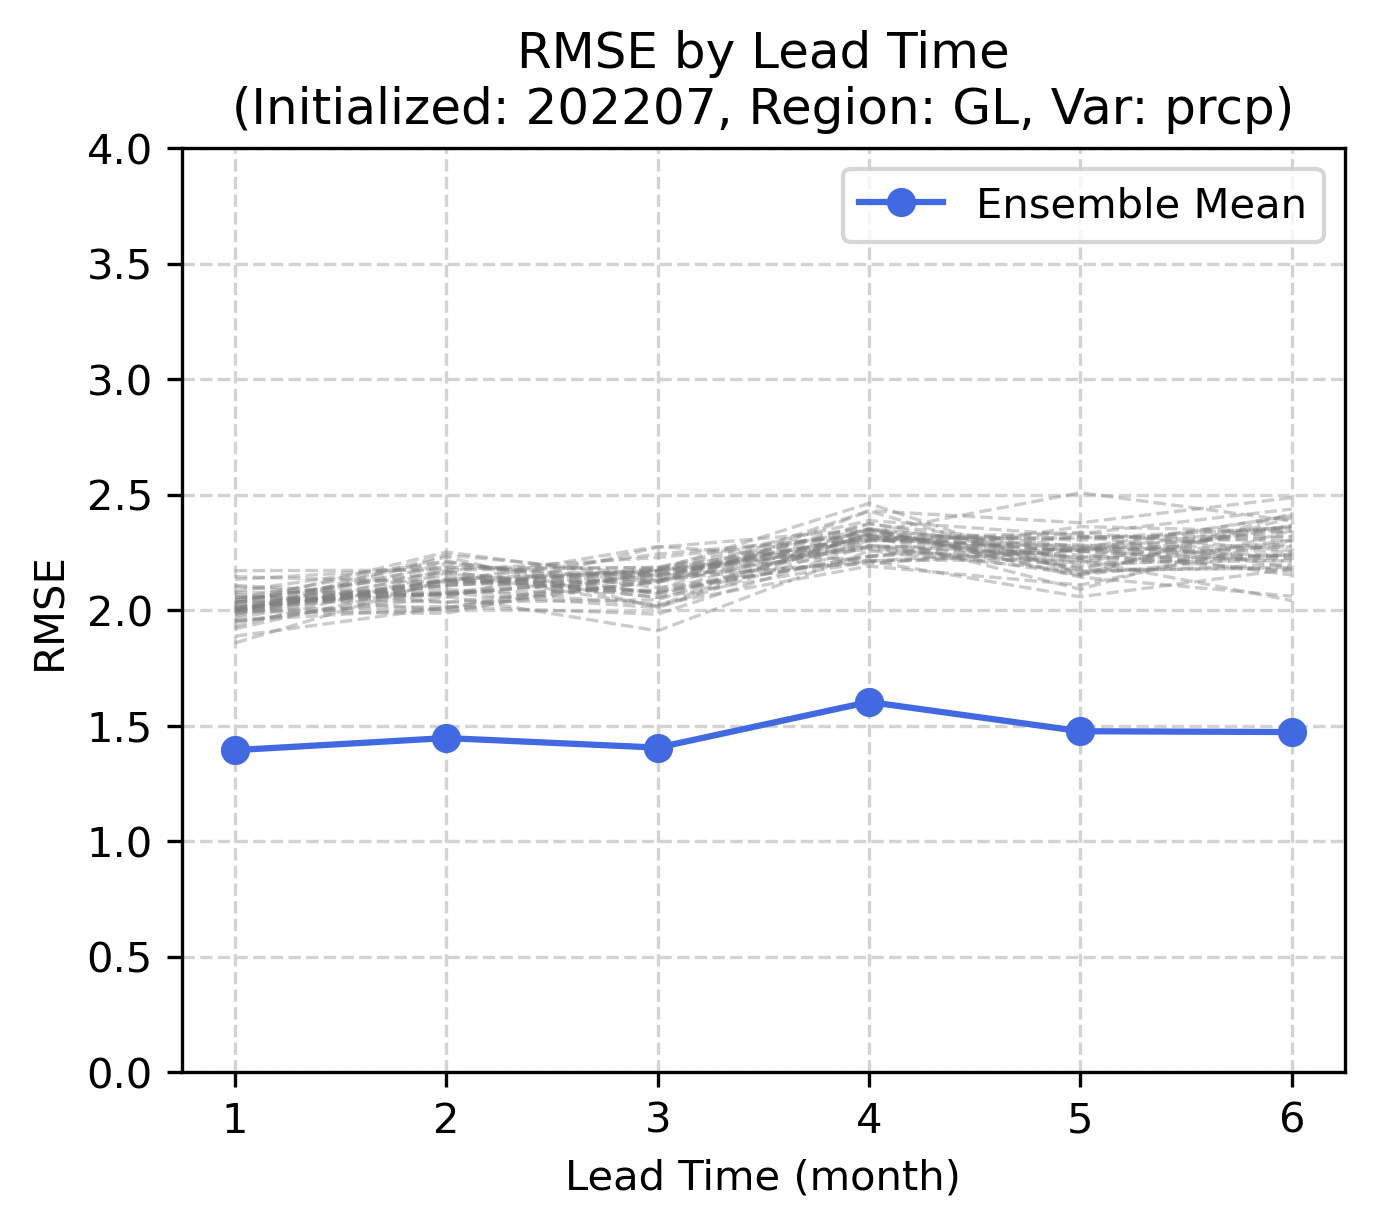 RMSE by Lead Time
(Initialized: 202207, Region: GL, Var: prcp)
4.0
3.5
3.0
2.5
2.0
1.5
1.0
0.5
0.0
RMSE
Ensemble Mean
1 2 3 4 5 6
Lead Time (month)